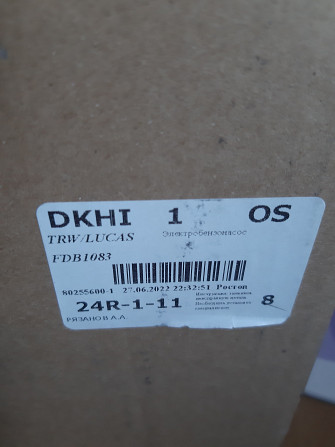 DKHI 1 OS
TRW/LUCAS Электробензонасос
FDB1083
80255600-1 27.06.2022 22:32:51 Ростов
24R-1-11 8
РЯЗАНО В А.А